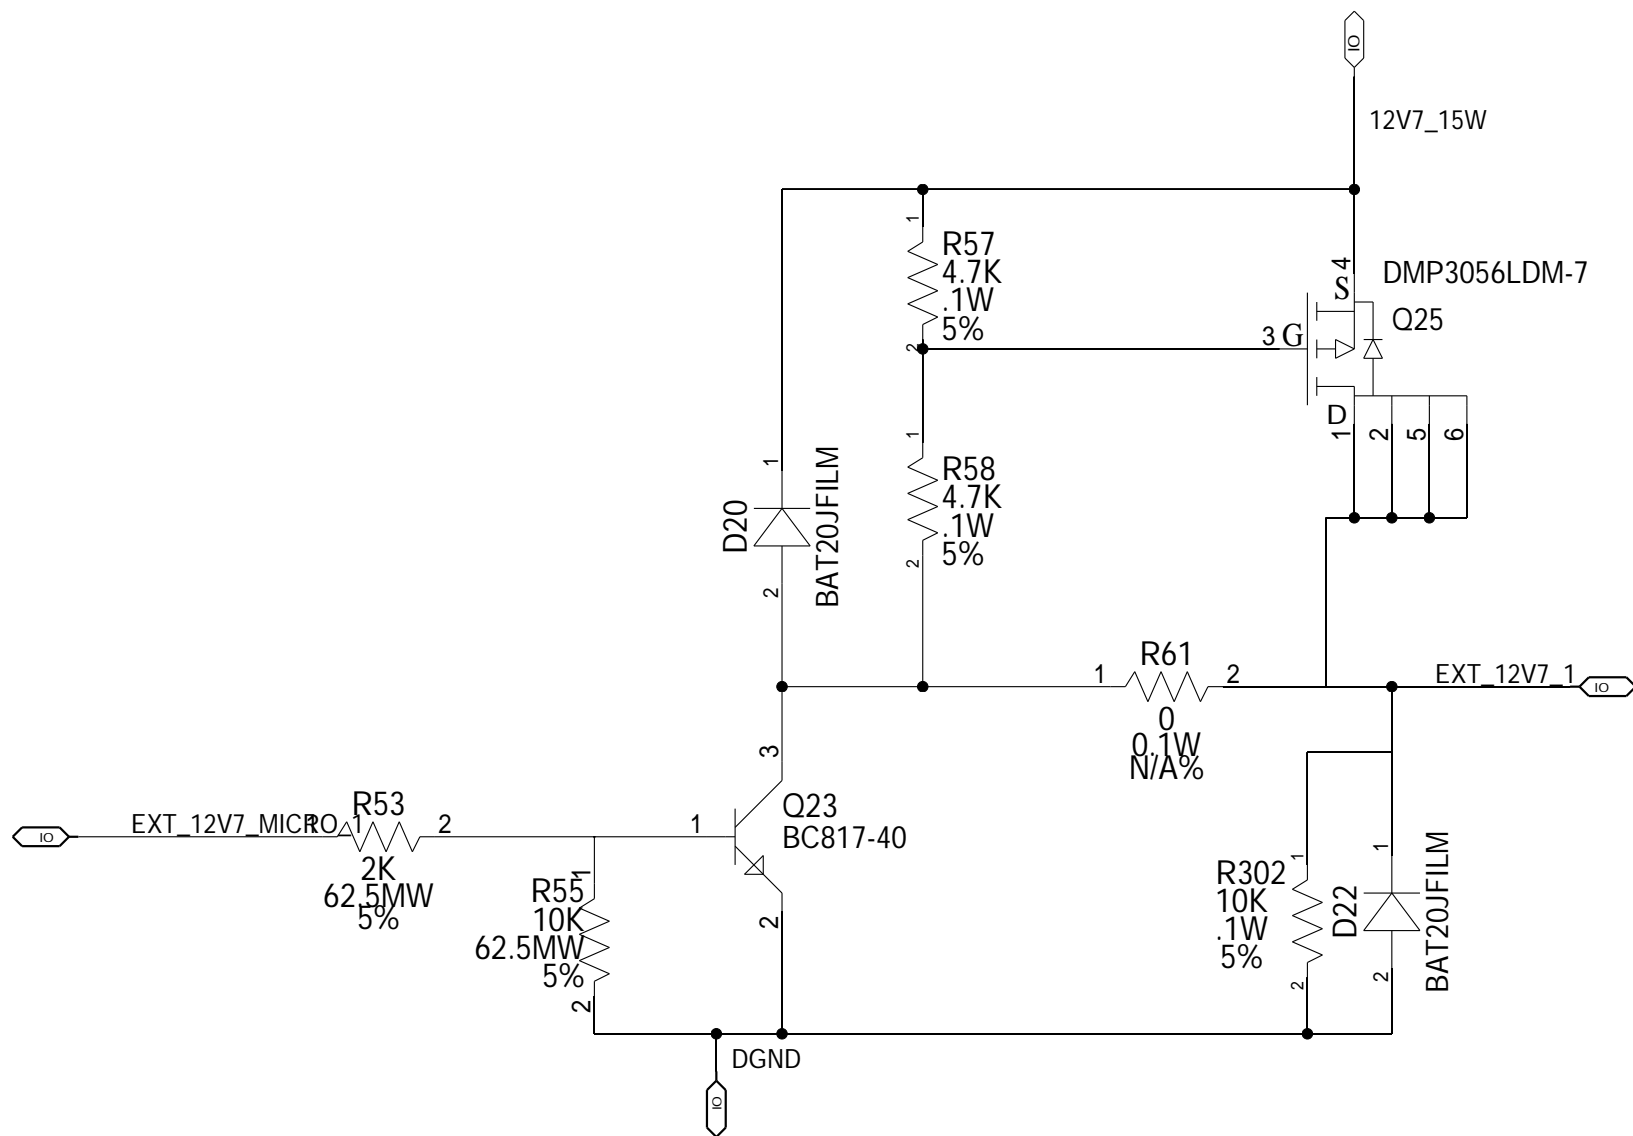 IO
12V7_15W
1
R57
4.7K
.1W
5%
2
4
S
DMP3056LDM-7
Q25
3 G
D
1
2
5
6
1
D20
BAT20JFILM
2
1
R58
4.7K
.1W
5%
2
1
R61
2
0
0.1W
N/A%
EXT_12V7_1
IO
3
Q23
BC817-40
1
2
IO
EXT_12V7_MICRO_1
1
R53
2
2K
62.5MW
5%
1
R55
10K
62.5MW
5%
2
1
R302
10K
.1W
5%
2
1
D22
BAT20JFILM
2
DGND
IO